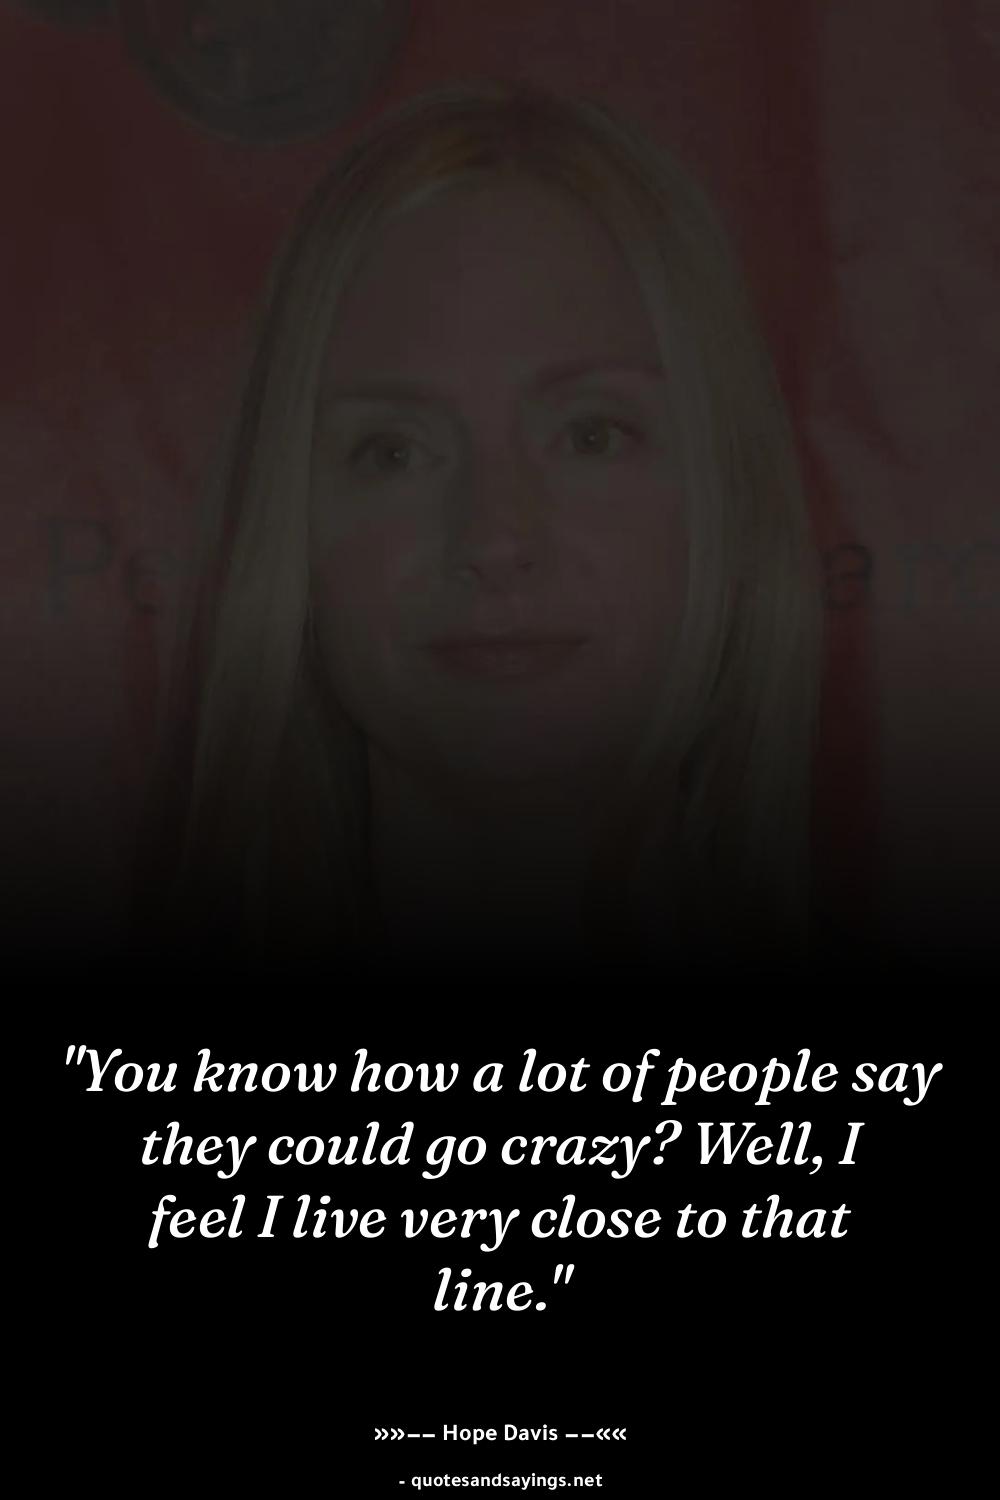 Pe
"You know how a lot of people say
they could go crazy? Well, I
feel I live very close to that
line."
»»–– Hope Davis ––««
- quotesandsayings.net